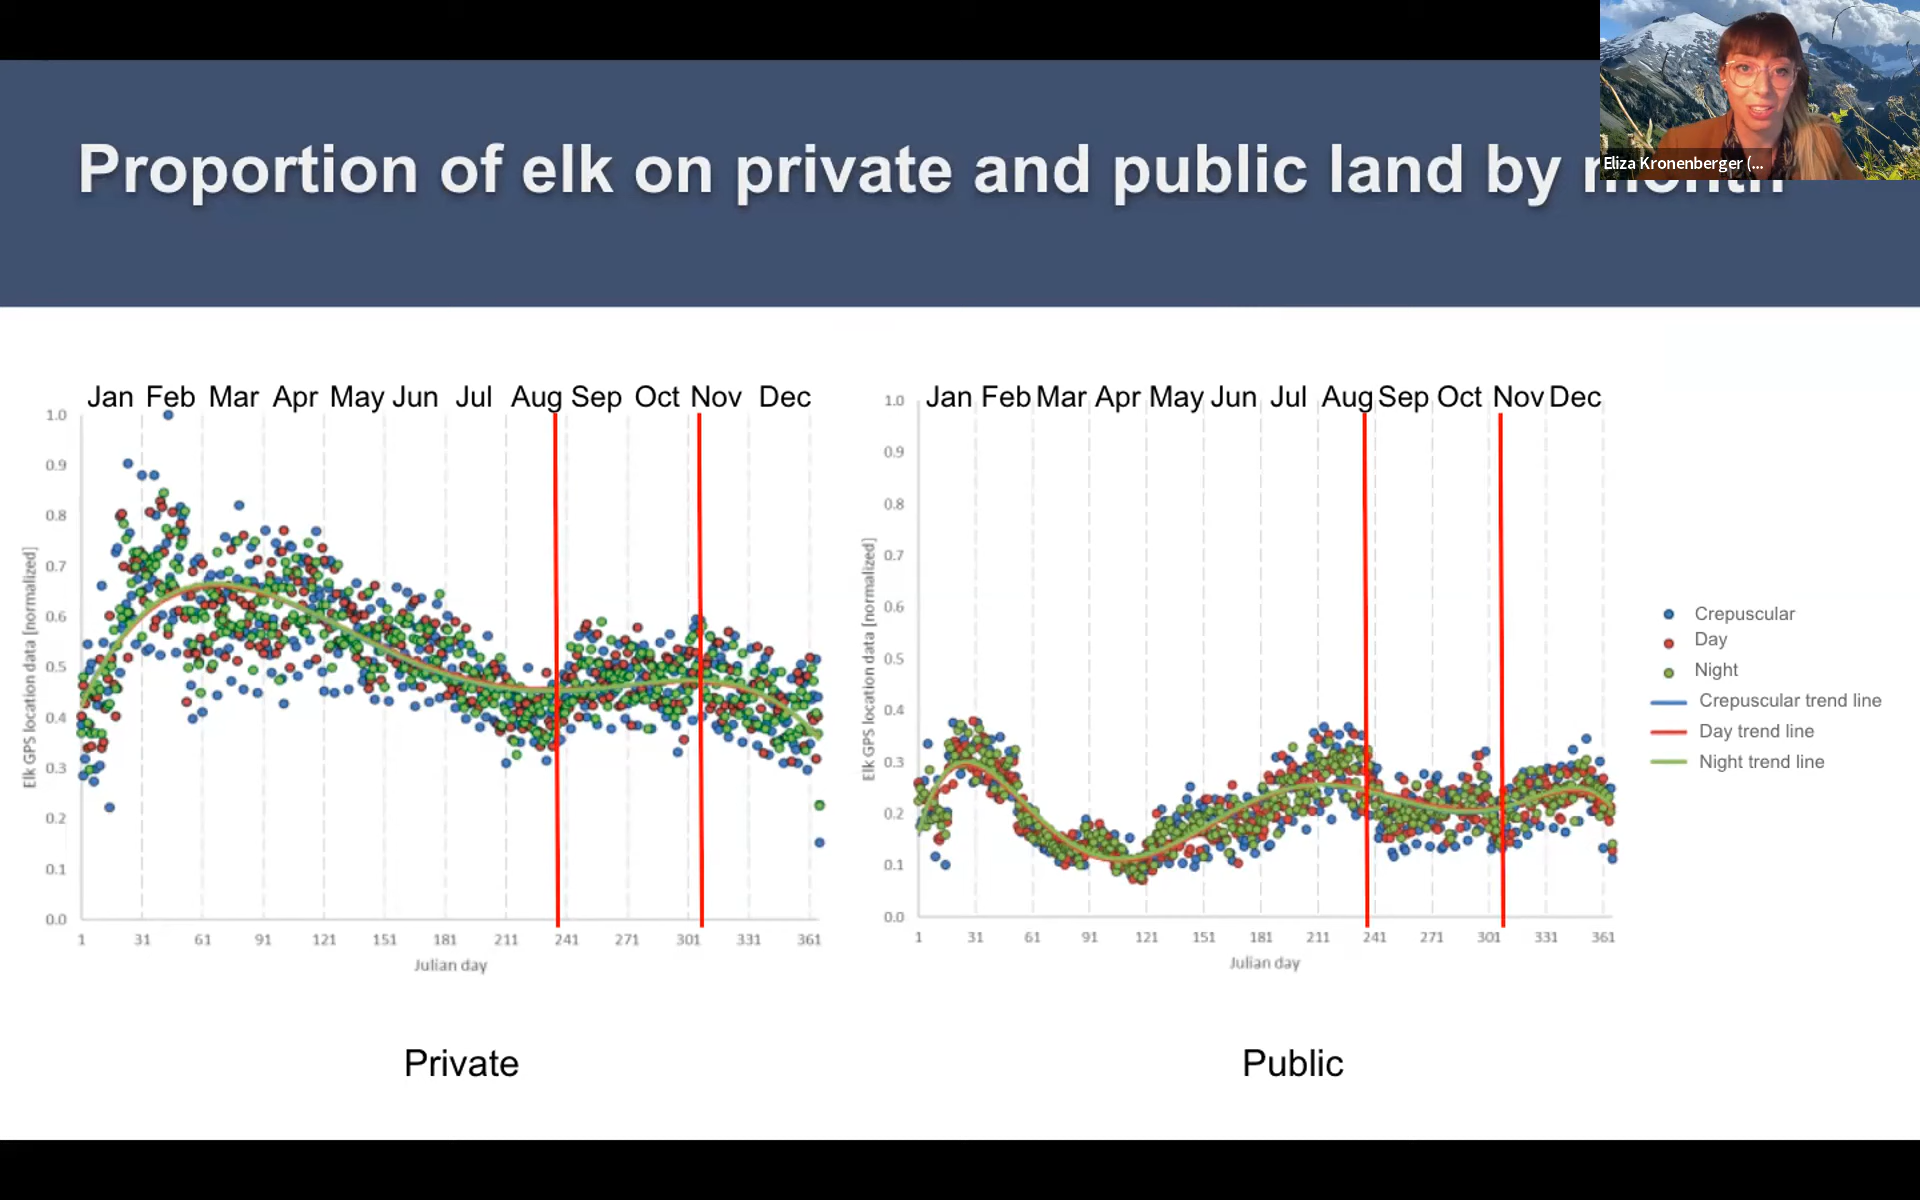 Proportion of elk on private and public land by month
Eliza Kronenberger (...
Jan Feb Mar Apr May Jun Jul Aug Sep Oct Nov Dec
1.0
0.9
0.8
0.7
0.6
0.5
0.4
0.3
0.2
0.1
0.0
Elk GPS location data [normalized]
1 31 61 91 121 151 181 211 241 271 301 331 361
Julian day
Private
Jan Feb Mar Apr May Jun Jul Aug Sep Oct Nov Dec
1.0
0.9
0.8
0.7
0.6
0.5
0.4
0.3
0.2
0.1
0.0
Elk GPS location data [normalized]
1 31 61 91 121 151 181 211 241 271 301 331 361
Julian day
Public
Crepuscular
Day
Night
Crepuscular trend line
Day trend line
Night trend line